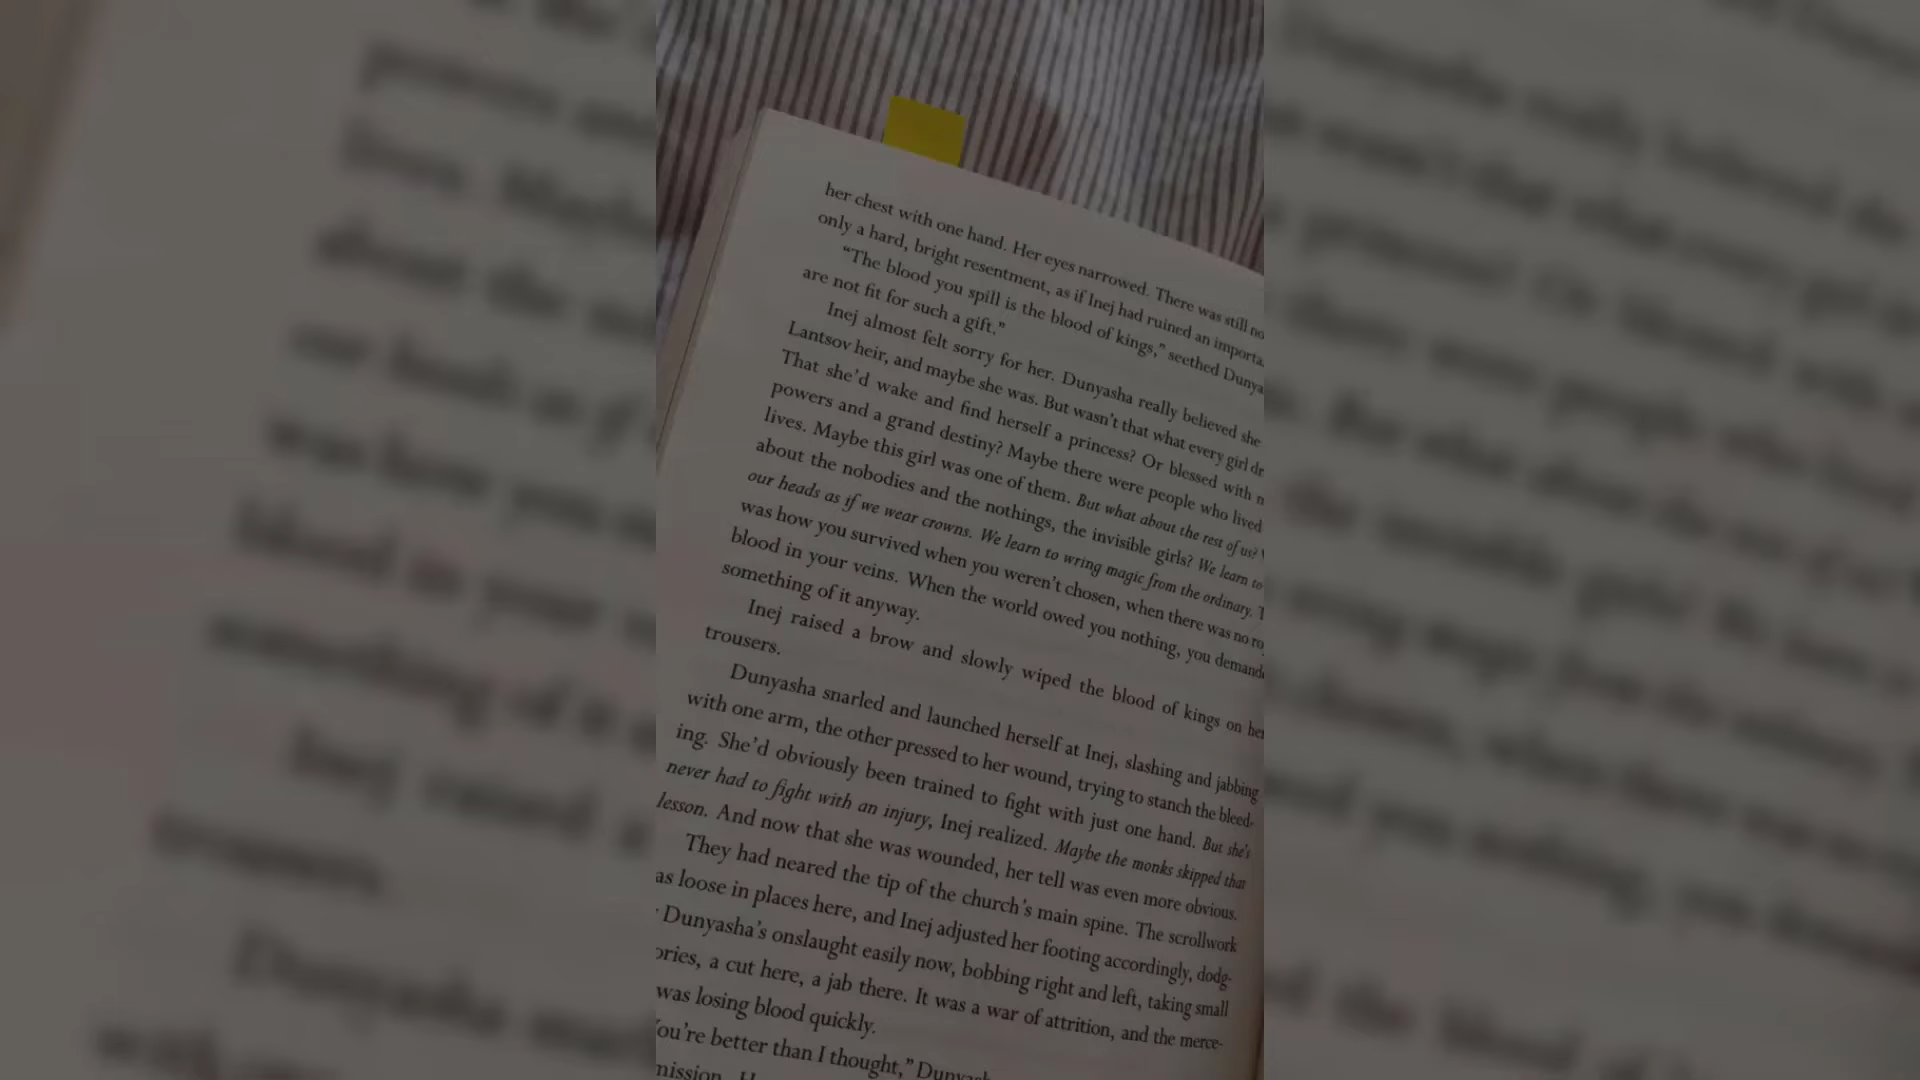 her chest with one hand. Her eyes narrowed. There was still
only a hard, bright resentment, as if Inej had ruined an
“The blood you spill is the blood of kings,” seethed
are not fit for such a gift.”
Inej almost felt sorry for her. Dunyasha really believed she
Lantsov heir, and maybe she was. But wasn’t that what every girl
That she’d wake and find herself a princess? Or blessed with
powers and a grand destiny? Maybe there were people who lived
lives. Maybe this girl was one of them. But what about the rest of us?
about the nobodies and the nothings, the invisible girls? We learn to
our heads as if we wear crowns. We learn to wring magic from the ordinary.
was how you survived when you weren’t chosen, when there was no
blood in your veins. When the world owed you nothing, you
something of it anyway.
Inej raised a brow and slowly wiped the blood of kings on her
trousers.
Dunyasha snarled and launched herself at Inej, slashing and jabbing
with one arm, the other pressed to her wound, trying to stanch the bleed-
ing. She’d obviously been trained to fight with just one hand. But she’s
never had to fight with an injury, Inej realized. Maybe the monks skipped that
lesson. And now that she was wounded, her tell was even more obvious.
They had neared the tip of the church’s main spine. The scrollwork
as loose in places here, and Inej adjusted her footing accordingly, dodg-
Dunyasha’s onslaught easily now, bobbing right and left, taking small
ories, a cut here, a jab there. It was a war of attrition, and the merce-
was losing blood quickly.
You’re better than I thought,”